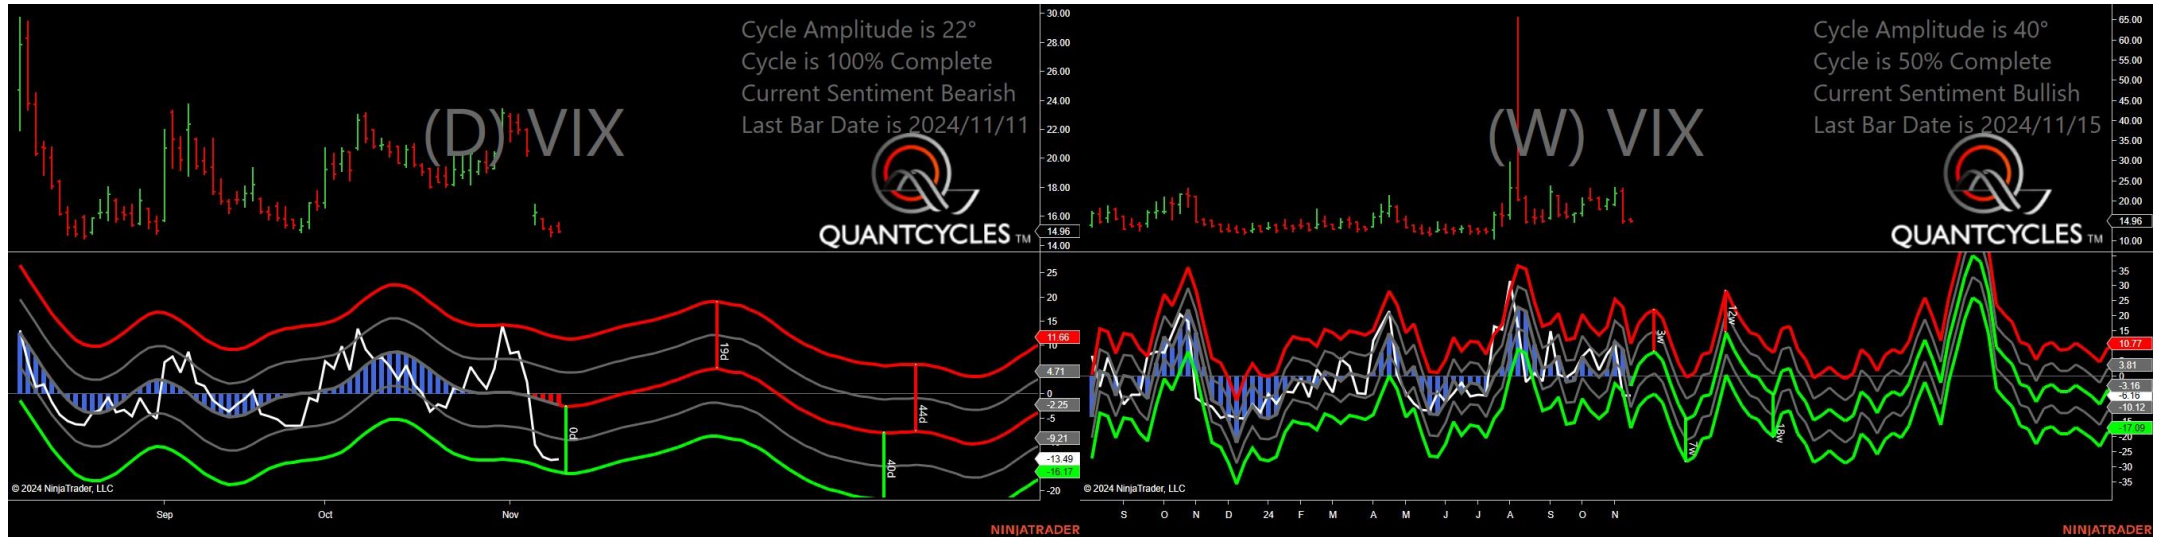 Cycle Amplitude is 22°
Cycle is 100% Complete
Current Sentiment Bearish
Last Bar Date is 2024/11/11
(D) VIX
QUANTCYCLES TM
30.00
28.00
26.00
24.00
22.00
20.00
18.00
16.00
14.96
14.00
25
20
15
11.66
10
4.71
0
-2.25
-5
-9.21
-13.49
-16.17
-20
0d
19d
40d
44d
© 2024 NinjaTrader, LLC
Sep Oct Nov
NINJATRADER
Cycle Amplitude is 40°
Cycle is 50% Complete
Current Sentiment Bullish
Last Bar Date is 2024/11/15
(W) VIX
QUANTCYCLES TM
65.00
60.00
55.00
50.00
45.00
40.00
35.00
30.00
25.00
20.00
14.96
10.00
35
30
25
20
15
10.77
3.81
0
-3.16
-6.16
-10.12
-17.09
-20
-25
-30
-35
3w
7w
12w
18w
© 2024 NinjaTrader, LLC
S O N D 24 F M A M J J A S O N
NINJATRADER